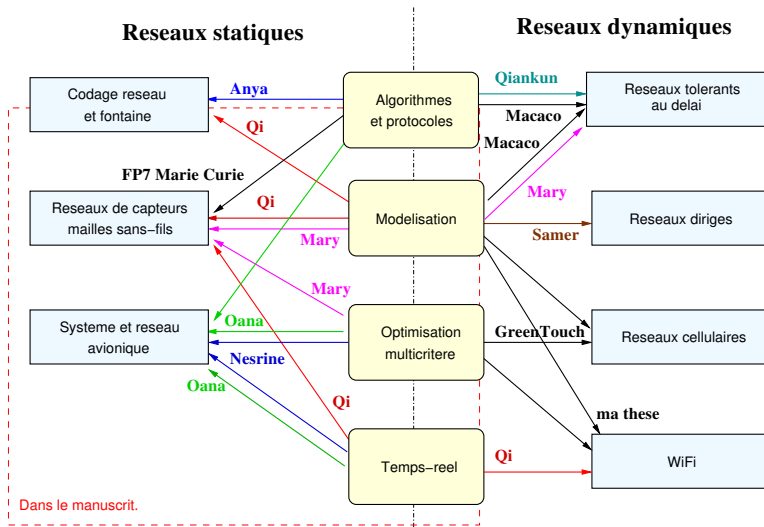 Reseaux statiques
Reseaux dynamiques
Codage reseau
et fontaine
Anya
Algorithmes
et protocoles
Qiankun
Reseaux tolerants
au delai
Macaco
Qi
Macaco
FP7 Marie Curie
Reseaux de capteurs
mailles sans-fils
Qi
Mary
Modelisation
Mary
Samer
Reseaux diriges
Mary
Systeme et reseau
avionique
Oana
Nesrine
Oana
Optimisation
multicritere
GreenTouch
Reseaux cellulaires
Qi
ma these
Temps-reel
Qi
WiFi
Dans le manuscrit.